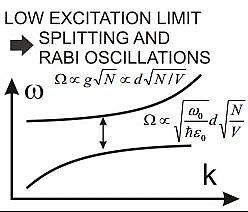 LOW EXCITATION LIMIT
SPLITTING AND
RABI OSCILLATIONS
ω
Ω ∝ g√N ∝ d√N/V
Ω ∝ √(ω₀/ħε₀) d√(N/V)
k